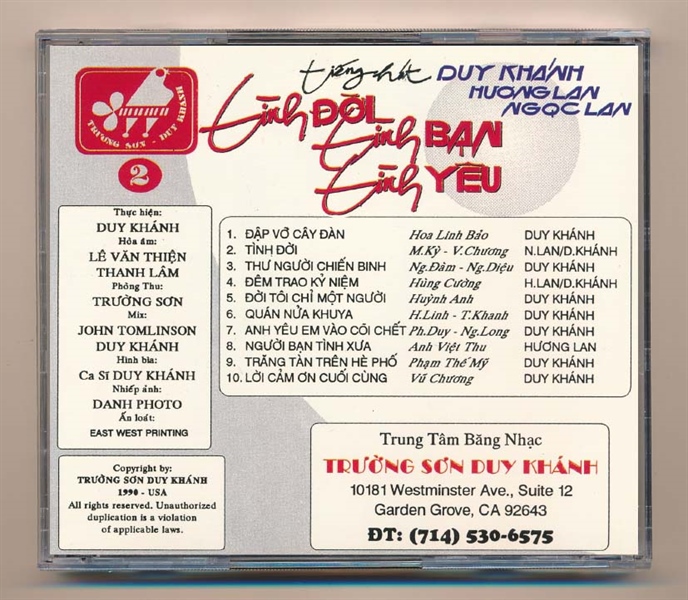 tiếng hát DUY KHÁNH
HƯƠNG LAN
NGỌC LAN
tình ĐỜI
tình BẠN
tình YÊU
TRƯỜNG SƠN - DUY KHÁNH
2
Thực hiện:
DUY KHÁNH
Hòa âm:
LÊ VĂN THIỆN
THANH LÂM
Phòng Thu:
TRƯỜNG SƠN
Mix:
JOHN TOMLINSON
DUY KHÁNH
Hình bìa:
Ca Sĩ DUY KHÁNH
Nhiếp ảnh:
DANH PHOTO
Ấn loát:
EAST WEST PRINTING
Copyright by:
TRƯỜNG SƠN DUY KHÁNH
1990 - USA
All rights reserved. Unauthorized
duplication is a violation
of applicable laws.
1. ĐẬP VỠ CÂY ĐÀN Hoa Linh Bảo DUY KHÁNH
2. TÌNH ĐỜI M.Kỳ - V.Chương N.LAN/D.KHÁNH
3. THƯ NGƯỜI CHIẾN BINH Ng.Đàm - Ng.Diệu DUY KHÁNH
4. ĐÊM TRAO KỶ NIỆM Hùng Cường H.LAN/D.KHÁNH
5. ĐỜI TÔI CHỈ MỘT NGƯỜI Huỳnh Anh DUY KHÁNH
6. QUÁN NỬA KHUYA H.Linh - T.Khanh DUY KHÁNH
7. ANH YÊU EM VÀO CÕI CHẾT Ph.Duy - Ng.Long DUY KHÁNH
8. NGƯỜI BẠN TÌNH XƯA Anh Việt Thu HƯƠNG LAN
9. TRĂNG TÀN TRÊN HÈ PHỐ Phạm Thế Mỹ DUY KHÁNH
10. LỜI CẢM ƠN CUỐI CÙNG Vũ Chương DUY KHÁNH
Trung Tâm Băng Nhạc
TRƯỜNG SƠN DUY KHÁNH
10181 Westminster Ave., Suite 12
Garden Grove, CA 92643
ĐT: (714) 530-6575